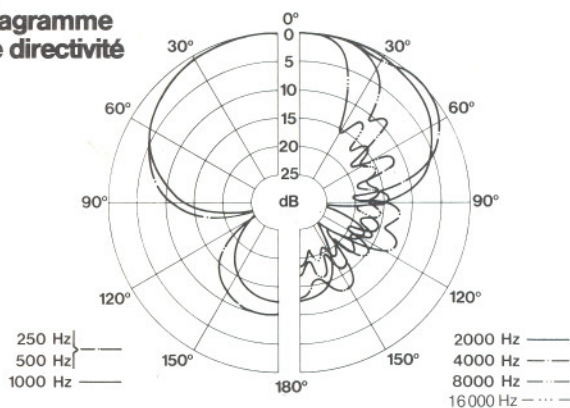 agramme
e directivité
0°
0
5
10
15
20
25
dB
30°
60°
90°
120°
150°
30°
60°
90°
120°
150°
180°
250 Hz
500 Hz
1000 Hz
2000 Hz
4000 Hz
8000 Hz
16000 Hz